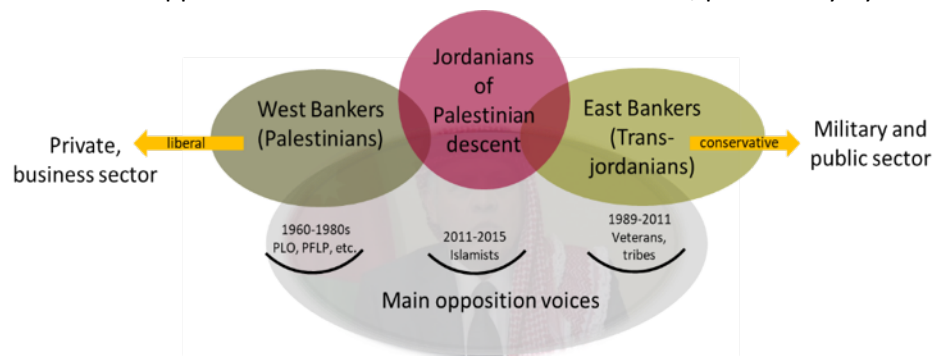 Jordanians
of
Palestinian
descent
West Bankers
(Palestinians)
East Bankers
(Trans-
jordanians)
liberal
conservative
Private,
business sector
Military and
public sector
1960-1980s
PLO, PFLP, etc.
2011-2015
Islamists
1989-2011
Veterans,
tribes
Main opposition voices